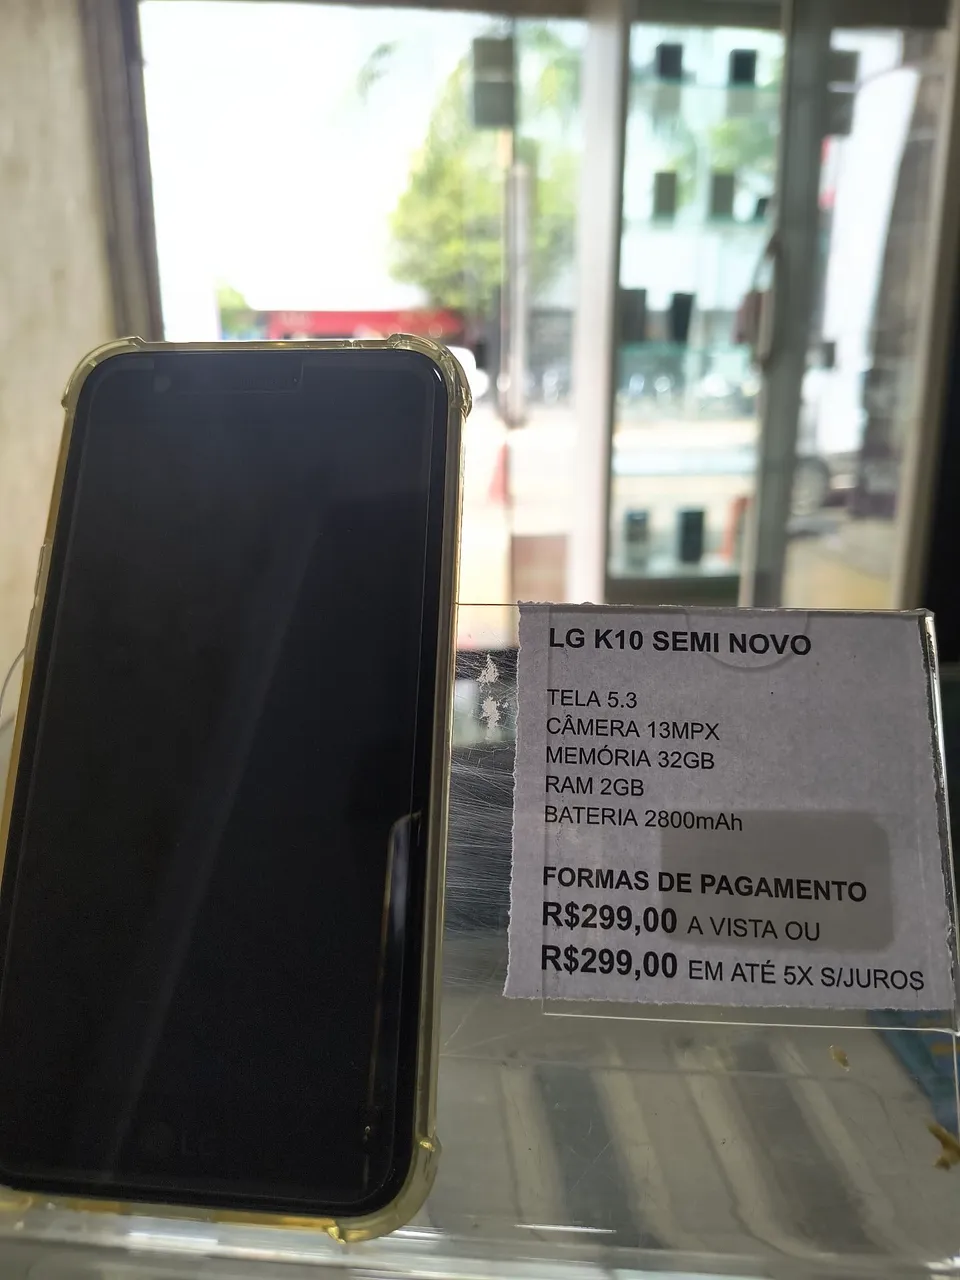 LG K10 SEMI NOVO
TELA 5.3
CÂMERA 13MPX
MEMÓRIA 32GB
RAM 2GB
BATERIA 2800mAh
FORMAS DE PAGAMENTO
R$299,00 A VISTA OU
R$299,00 EM ATÉ 5X S/JUROS
LG